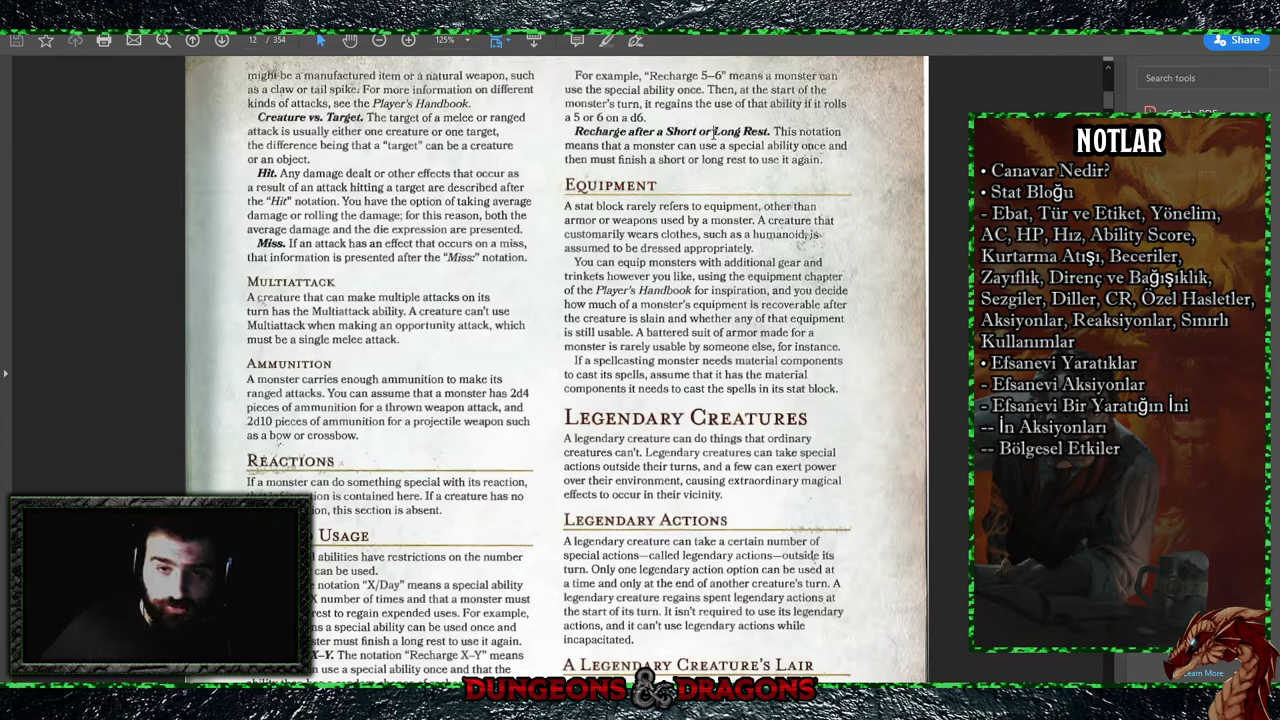 12 / 354
125%
Share
Search tools
might be a manufactured item or a natural weapon, such
as a claw or tail spike. For more information on different
kinds of attacks, see the Player's Handbook.
Creature vs. Target. The target of a melee or ranged
attack is usually either one creature or one target,
the difference being that a "target" can be a creature
or an object.
Hit. Any damage dealt or other effects that occur as
a result of an attack hitting a target are described after
the "Hit" notation. You have the option of taking average
damage or rolling the damage; for this reason, both the
average damage and the die expression are presented.
Miss. If an attack has an effect that occurs on a miss,
that information is presented after the "Miss:" notation.
MULTIATTACK
A creature that can make multiple attacks on its
turn has the Multiattack ability. A creature can't use
Multiattack when making an opportunity attack, which
must be a single melee attack.
AMMUNITION
A monster carries enough ammunition to make its
ranged attacks. You can assume that a monster has 2d4
pieces of ammunition for a thrown weapon attack, and
2d10 pieces of ammunition for a projectile weapon such
as a bow or crossbow.
REACTIONS
If a monster can do something special with its reaction,
is contained here. If a creature has no
this section is absent.
USAGE
abilities have restrictions on the number
can be used.
notation "X/Day" means a special ability
X number of times and that a monster must
rest to regain expended uses. For example,
a special ability can be used once and
must finish a long rest to use it again.
X–Y. The notation "Recharge X–Y" means
use a special ability once and that the
For example, "Recharge 5–6" means a monster can
use the special ability once. Then, at the start of the
monster's turn, it regains the use of that ability if it rolls
a 5 or 6 on a d6.
Recharge after a Short or Long Rest. This notation
means that a monster can use a special ability once and
then must finish a short or long rest to use it again.
EQUIPMENT
A stat block rarely refers to equipment, other than
armor or weapons used by a monster. A creature that
customarily wears clothes, such as a humanoid, is
assumed to be dressed appropriately.
You can equip monsters with additional gear and
trinkets however you like, using the equipment chapter
of the Player's Handbook for inspiration, and you decide
how much of a monster's equipment is recoverable after
the creature is slain and whether any of that equipment
is still usable. A battered suit of armor made for a
monster is rarely usable by someone else, for instance.
If a spellcasting monster needs material components
to cast its spells, assume that it has the material
components it needs to cast the spells in its stat block.
LEGENDARY CREATURES
A legendary creature can do things that ordinary
creatures can't. Legendary creatures can take special
actions outside their turns, and a few can exert power
over their environment, causing extraordinary magical
effects to occur in their vicinity.
LEGENDARY ACTIONS
A legendary creature can take a certain number of
special actions—called legendary actions—outside its
turn. Only one legendary action option can be used at
a time and only at the end of another creature's turn. A
legendary creature regains spent legendary actions at
the start of its turn. It isn't required to use its legendary
actions, and it can't use legendary actions while
incapacitated.
A LEGENDARY CREATURE'S LAIR
NOTLAR
• Canavar Nedir?
• Stat Bloğu
- Ebat, Tür ve Etiket, Yönelim,
AC, HP, Hız, Ability Score,
Kurtarma Atışı, Beceriler,
Zayıflık, Direnç ve Bağışıklık,
Sezgiler, Diller, CR, Özel Hasletler,
Aksiyonlar, Reaksiyonlar, Sınırlı
Kullanımlar
• Efsanevi Yaratıklar
- Efsanevi Aksiyonlar
- Efsanevi Bir Yaratığın İni
-- İn Aksiyonları
-- Bölgesel Etkiler
Learn More
DUNGEONS & DRAGONS